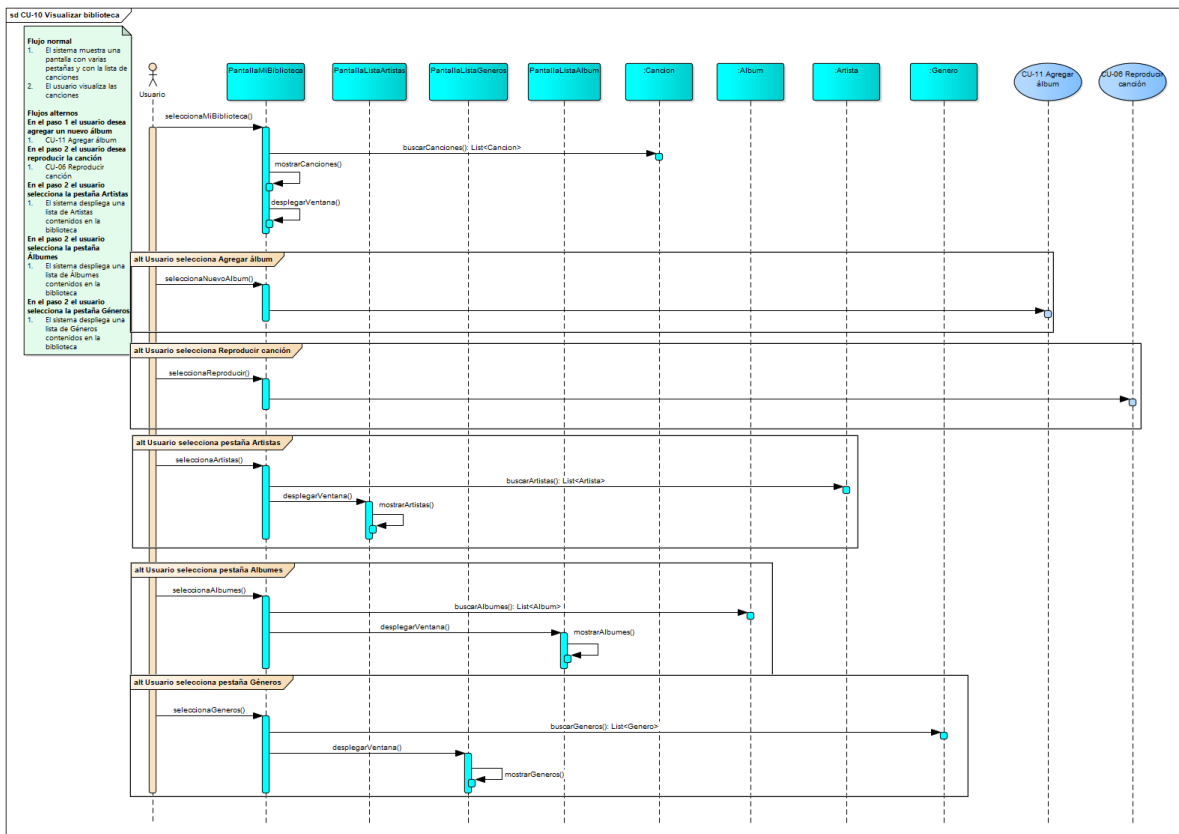 sd CU-10 Visualizar biblioteca
Flujo normal
1. El sistema muestra una
pantalla con varias
pestañas y con la lista de
canciones
2. El usuario visualiza las
canciones
Flujos alternos
En el paso 1 el usuario desea
agregar un nuevo álbum
1. CU-11 Agregar álbum
En el paso 2 el usuario desea
reproducir la canción
1. CU-06 Reproducir
canción
En el paso 2 el usuario
selecciona la pestaña Artistas
1. El sistema despliega una
lista de Artistas
contenidos en la
biblioteca
En el paso 2 el usuario
selecciona la pestaña
Álbumes
1. El sistema despliega una
lista de Álbumes
contenidos en la
biblioteca
En el paso 2 el usuario
selecciona la pestaña Géneros
1. El sistema despliega una
lista de Géneros
contenidos en la
biblioteca
Usuario
PantallaMiBiblioteca
PantallaListaArtistas
PantallaListaGeneros
PantallaListaAlbum
:Cancion
:Album
:Artista
:Genero
CU-11 Agregar
álbum
CU-06 Reproducir
canción
seleccionaMiBiblioteca()
buscarCanciones(): List<Cancion>
mostrarCanciones()
desplegarVentana()
alt Usuario selecciona Agregar álbum
seleccionaNuevoAlbum()
alt Usuario selecciona Reproducir canción
seleccionaReproducir()
alt Usuario selecciona pestaña Artistas
seleccionaArtistas()
buscarArtistas(): List<Artista>
desplegarVentana()
mostrarArtistas()
alt Usuario selecciona pestaña Albumes
seleccionaAlbumes()
buscarAlbumes(): List<Album>
desplegarVentana()
mostrarAlbumes()
alt Usuario selecciona pestaña Géneros
seleccionaGeneros()
buscarGeneros(): List<Genero>
desplegarVentana()
mostrarGeneros()